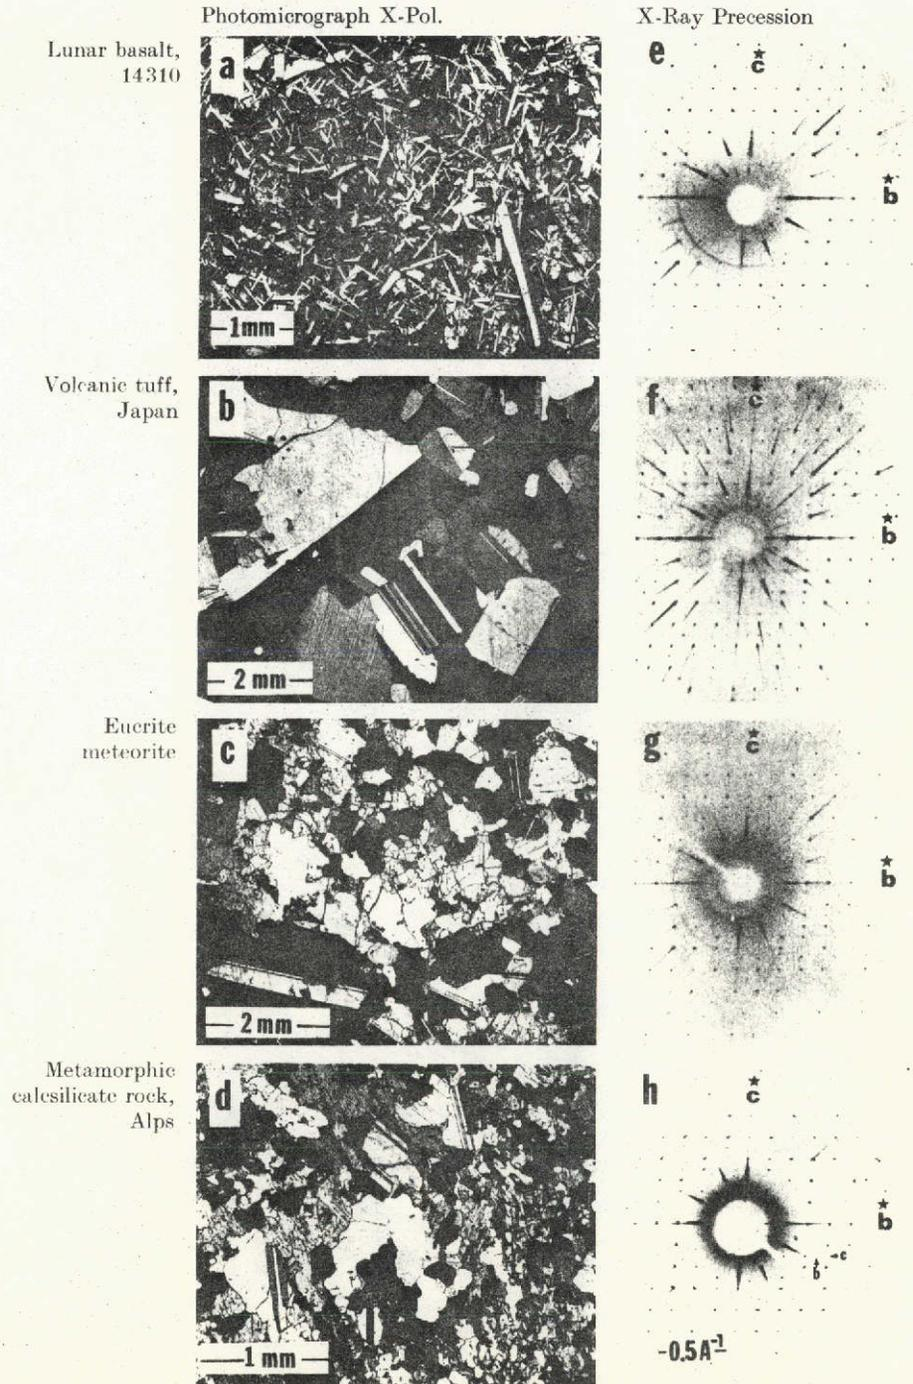 Photomicrograph X-Pol.
X-Ray Precession
Lunar basalt,
14310
a
1mm
e
*
c
*
b
Volcanic tuff,
Japan
b
2 mm
f
*
c
*
b
Eucrite
meteorite
c
2 mm
g
*
c
*
b
Metamorphic
calcsilicate rock,
Alps
d
1 mm
h
*
c
*
b
b
c
-0.5A⁻¹